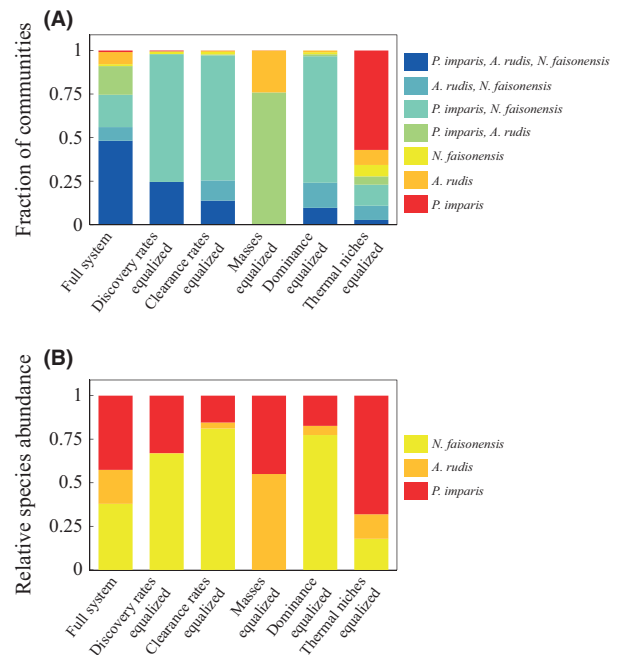 (A)
Fraction of communities
1
0.75
0.5
0.25
0
Full system
Discovery rates
equalized
Clearance rates
equalized
Masses
equalized
Dominance
equalized
Thermal niches
equalized
P. imparis, A. rudis, N. faisonensis
A. rudis, N. faisonensis
P. imparis, N. faisonensis
P. imparis, A. rudis
N. faisonensis
A. rudis
P. imparis
(B)
Relative species abundance
1
0.75
0.5
0.25
0
Full system
Discovery rates
equalized
Clearance rates
equalized
Masses
equalized
Dominance
equalized
Thermal niches
equalized
N. faisonensis
A. rudis
P. imparis